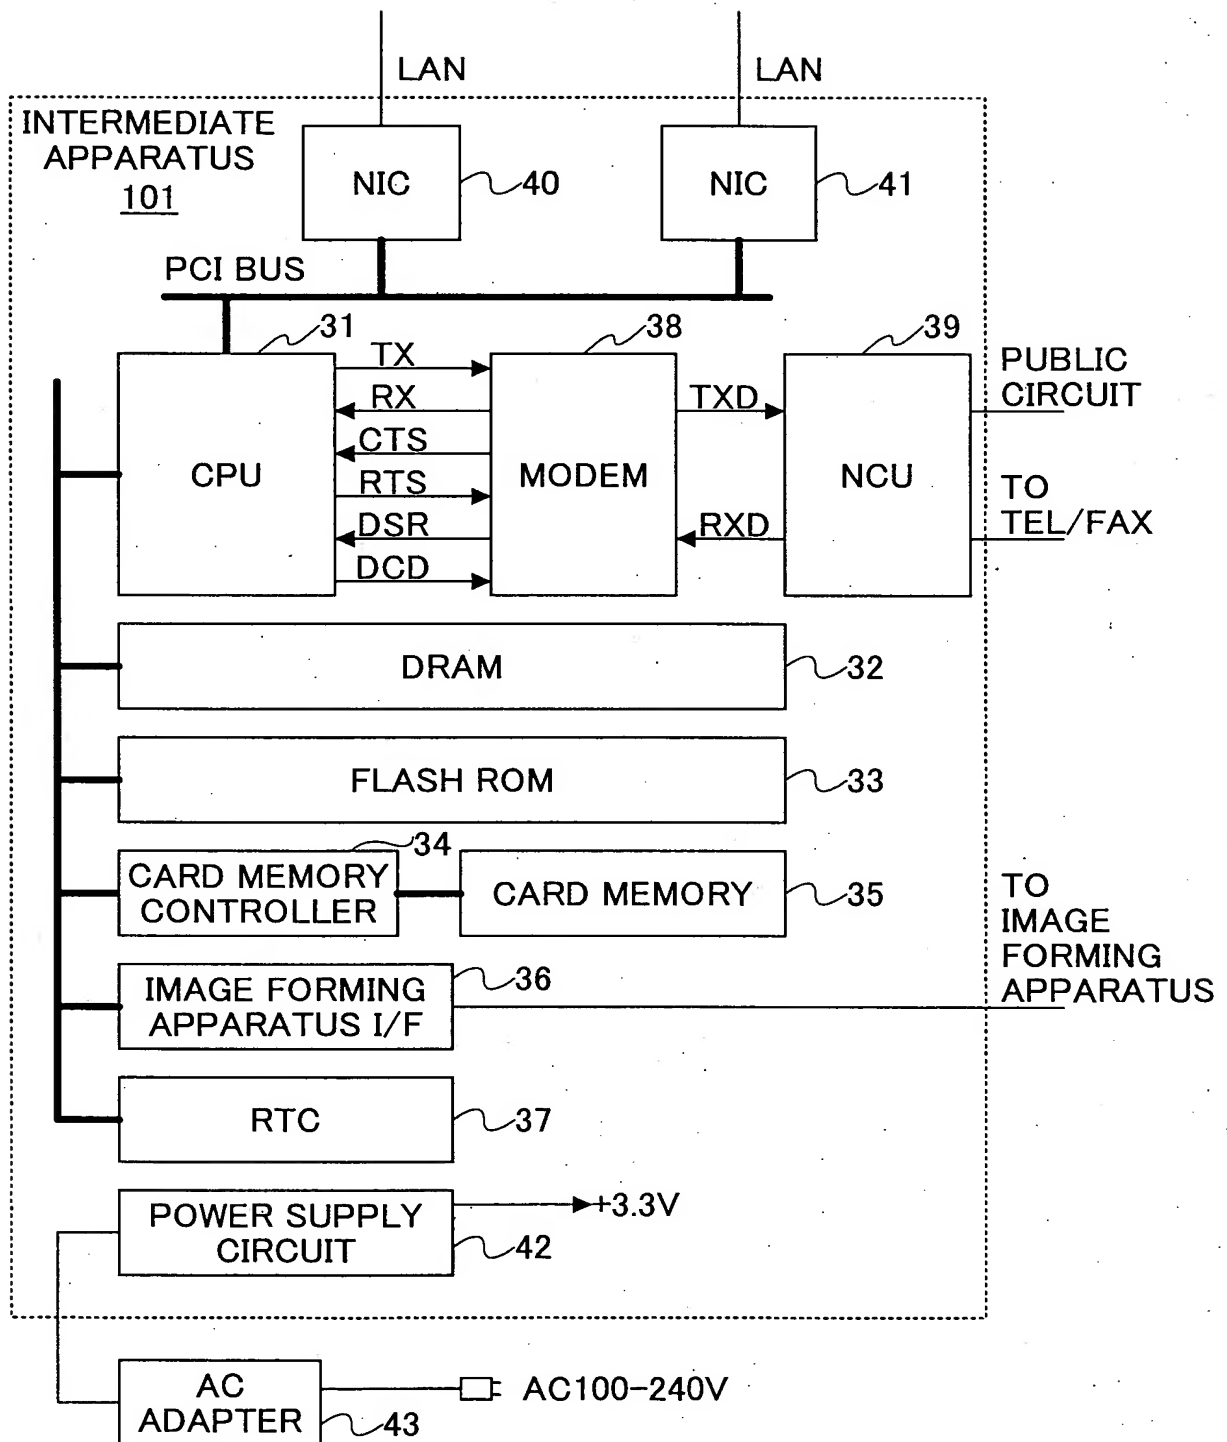 LAN
LAN
INTERMEDIATE
APPARATUS
101
NIC
40
NIC
41
PCI BUS
31
38
39
TX
RX
CTS
RTS
DSR
DCD
CPU
MODEM
TXD
RXD
NCU
PUBLIC
CIRCUIT
TO
TEL/FAX
DRAM
32
FLASH ROM
33
34
CARD MEMORY
CONTROLLER
CARD MEMORY
35
TO
IMAGE
FORMING
APPARATUS
IMAGE FORMING
APPARATUS I/F
36
RTC
37
POWER SUPPLY
CIRCUIT
+3.3V
42
AC
ADAPTER
AC100-240V
43